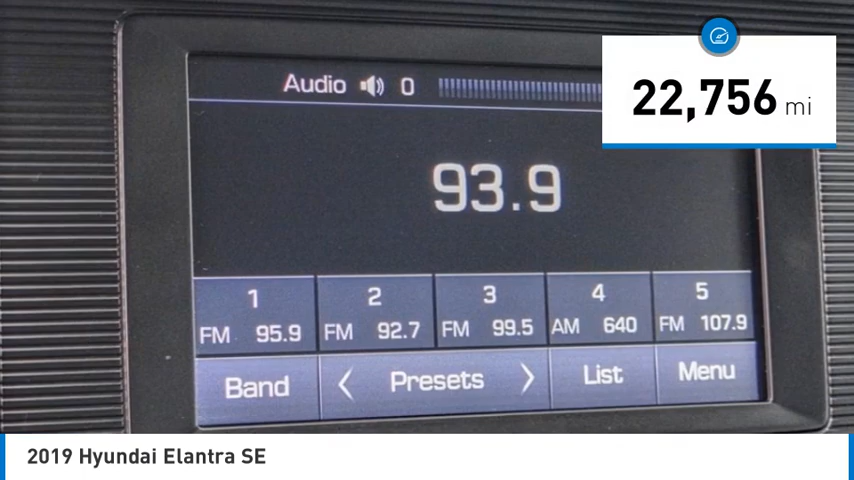 Audio 0
22,756 mi
93.9
1 2 3 4 5
FM 95.9 FM 92.7 FM 99.5 AM 640 FM 107.9
Band < Presets > List Menu
2019 Hyundai Elantra SE